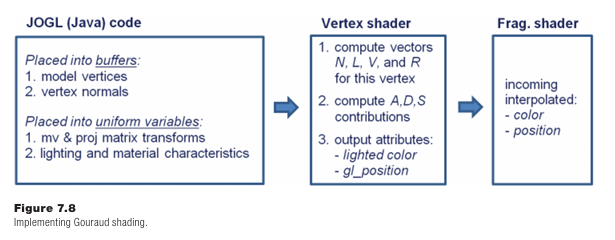 JOGL (Java) code
Placed into buffers:
1. model vertices
2. vertex normals
Placed into uniform variables:
1. mv & proj matrix transforms
2. lighting and material characteristics
Vertex shader
1. compute vectors
N, L, V, and R
for this vertex
2. compute A,D,S
contributions
3. output attributes:
- lighted color
- gl_position
Frag. shader
incoming
interpolated:
- color
- position
Figure 7.8
Implementing Gouraud shading.